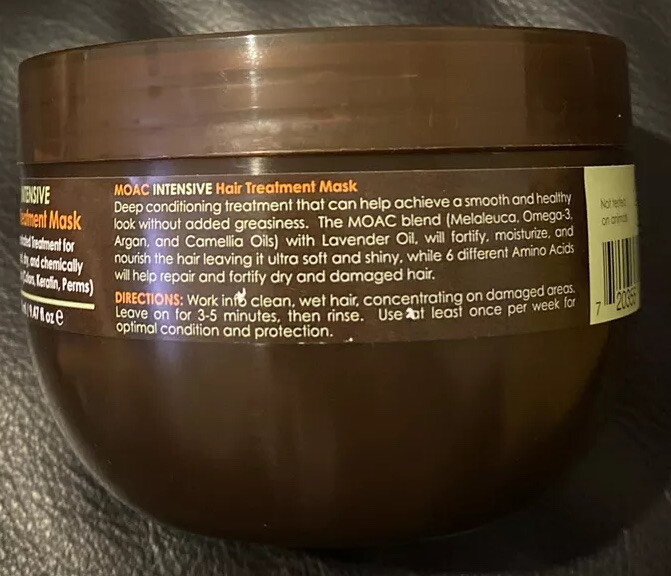 TENSIVE
eatment Mask
Treatment for
dry, and chemically
Keratin, Perms)
9.47 fl oz e
MOAC INTENSIVE Hair Treatment Mask
Deep conditioning treatment that can help achieve a smooth and healthy
look without added greasiness. The MOAC blend (Melaleuca, Omega-3,
Argan, and Camellia Oils) with Lavender Oil, will fortify, moisturize, and
nourish the hair leaving it ultra soft and shiny, while 6 different Amino Acids
will help repair and fortify dry and damaged hair.
DIRECTIONS: Work into clean, wet hair, concentrating on damaged areas.
Leave on for 3-5 minutes, then rinse. Use at least once per week for
optimal condition and protection.
Not tested
on animals
7